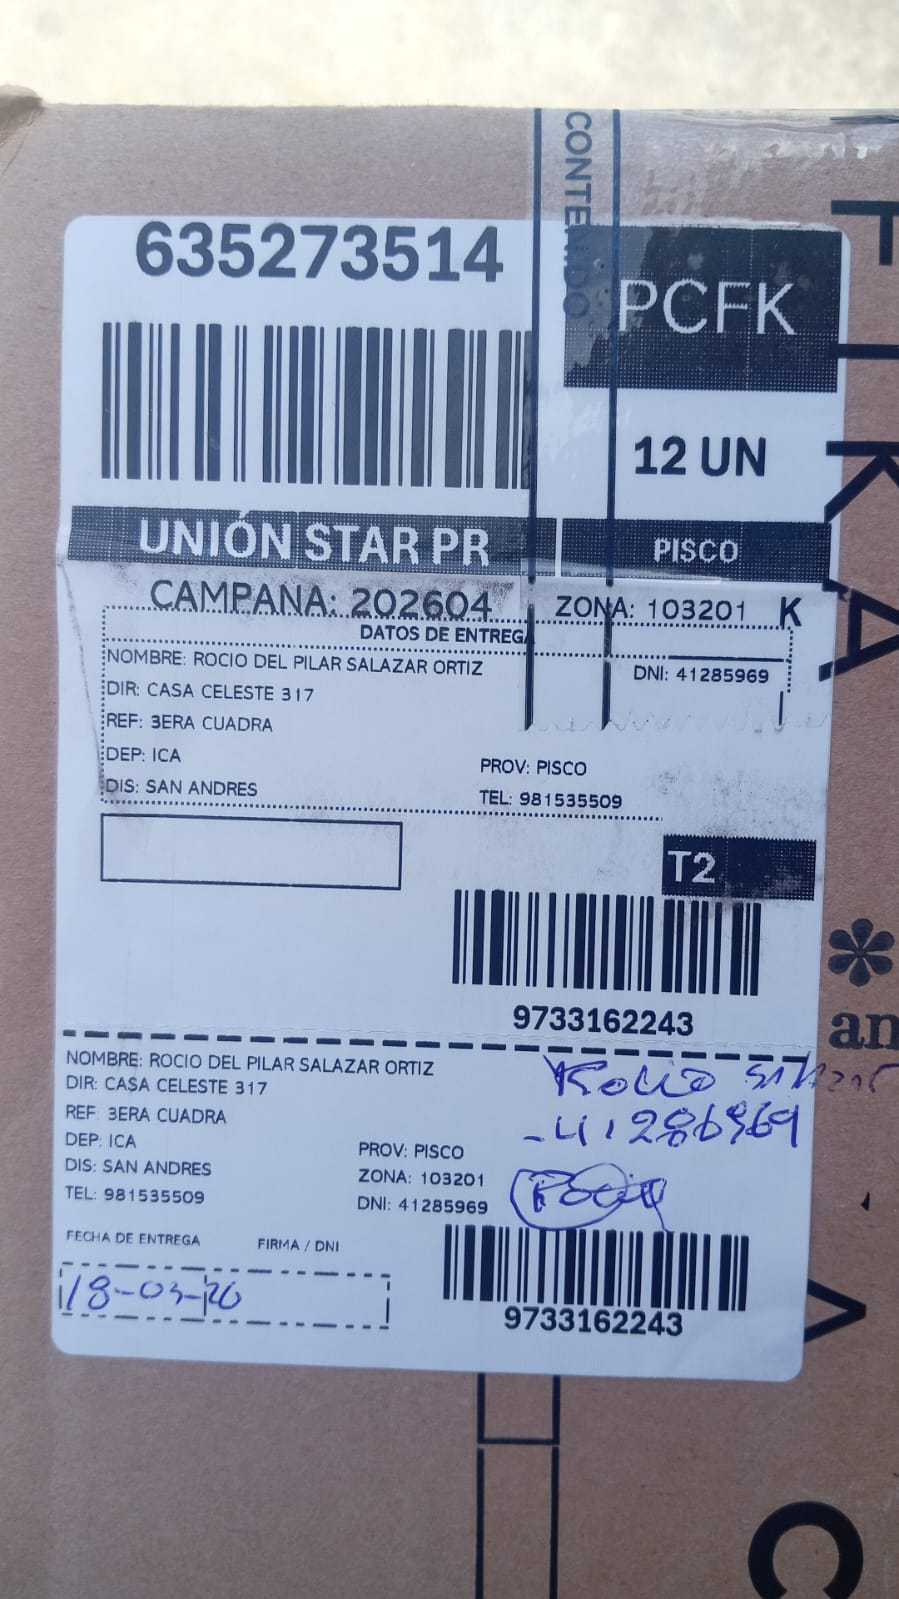 CONTENIDO
635273514
PCFK
12 UN
UNIÓN STAR PR PISCO
CAMPANA: 202604 ZONA: 103201 K
DATOS DE ENTREGA
NOMBRE: ROCIO DEL PILAR SALAZAR ORTIZ DNI: 41285969
DIR: CASA CELESTE 317
REF: 3ERA CUADRA
DEP: ICA PROV: PISCO
DIS: SAN ANDRES TEL: 981535509
T2
9733162243
NOMBRE: ROCIO DEL PILAR SALAZAR ORTIZ
DIR: CASA CELESTE 317
REF: 3ERA CUADRA
DEP: ICA PROV: PISCO
DIS: SAN ANDRES ZONA: 103201
TEL: 981535509 DNI: 41285969
Rocio
FECHA DE ENTREGA FIRMA / DNI
18-03-26
9733162243
an